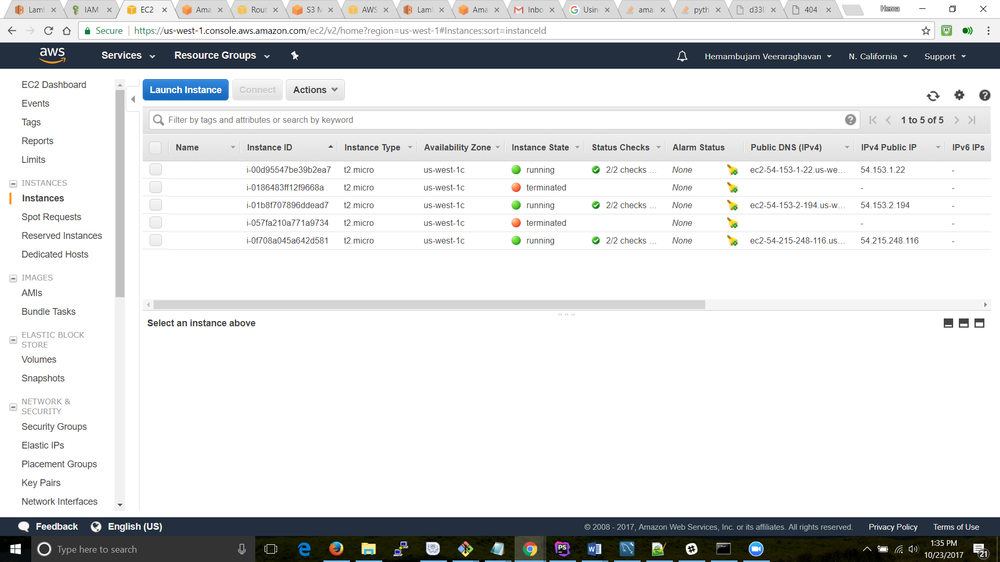 Laml
IAM
EC2
Ama
Rout
S3 M
AWS
Laml
Ama
Inbo
Usin
ama
pyth
d33l
404
Hema
Secure https://us-west-1.console.aws.amazon.com/ec2/v2/home?region=us-west-1#Instances:sort=instanceId
aws Services Resource Groups Hemambujam Veeraraghavan N. California Support
EC2 Dashboard
Events
Tags
Reports
Limits
INSTANCES
Instances
Spot Requests
Reserved Instances
Dedicated Hosts
IMAGES
AMIs
Bundle Tasks
ELASTIC BLOCK
STORE
Volumes
Snapshots
NETWORK &
SECURITY
Security Groups
Elastic IPs
Placement Groups
Key Pairs
Network Interfaces
Launch Instance Connect Actions
Filter by tags and attributes or search by keyword 1 to 5 of 5
Name Instance ID Instance Type Availability Zone Instance State Status Checks Alarm Status Public DNS (IPv4) IPv4 Public IP IPv6 IPs
i-00d95547be39b2ea7 t2.micro us-west-1c running 2/2 checks ... None ec2-54-153-1-22.us-we... 54.153.1.22 -
i-0186483ff12f9668a t2.micro us-west-1c terminated None - -
i-01b8f707896ddead7 t2.micro us-west-1c running 2/2 checks ... None ec2-54-153-2-194.us-w... 54.153.2.194 -
i-057fa210a771a9734 t2.micro us-west-1c terminated None - -
i-0f708a045a642d581 t2.micro us-west-1c running 2/2 checks ... None ec2-54-215-248-116.us... 54.215.248.116 -
Select an instance above
Feedback English (US) © 2008 - 2017, Amazon Web Services, Inc. or its affiliates. All rights reserved. Privacy Policy Terms of Use
Type here to search
PS
1:35 PM
10/23/2017
21